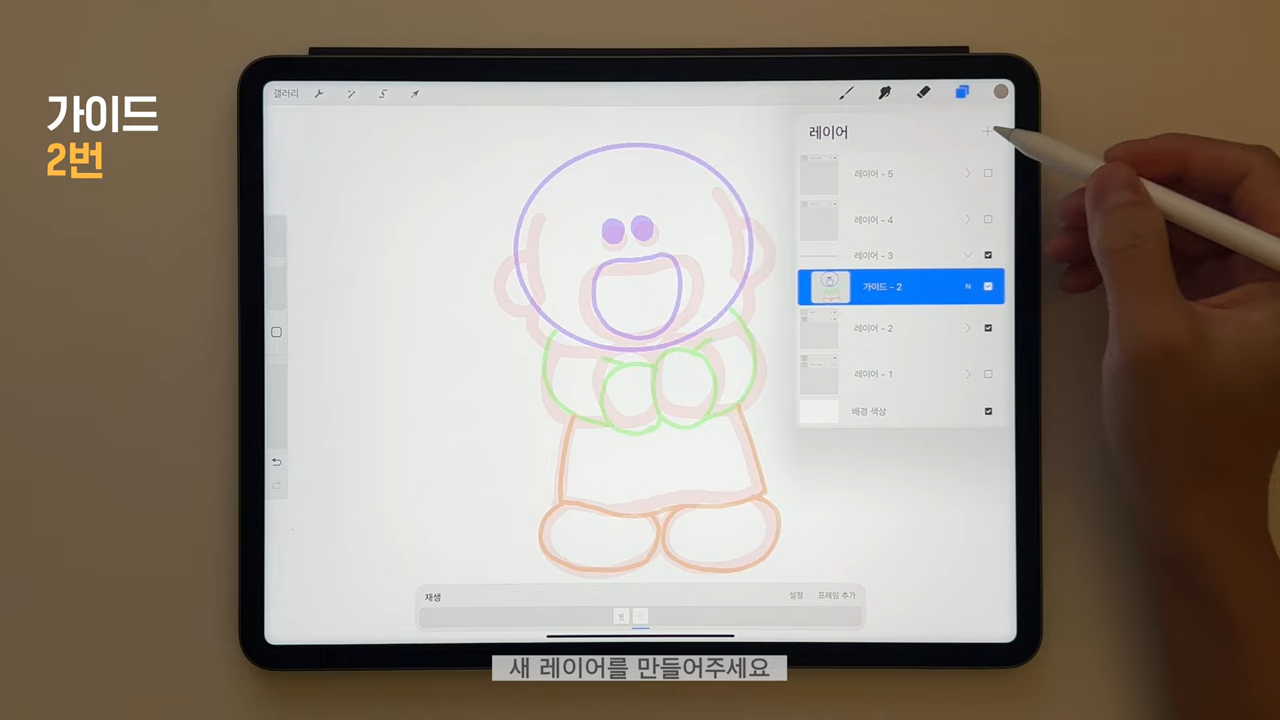 가이드
2번
갤러리
레이어
레이어 - 5
레이어 - 4
레이어 - 3
가이드 - 2
N
레이어 - 2
레이어 - 1
배경 색상
재생
설정
프레임 추가
새 레이어를 만들어주세요